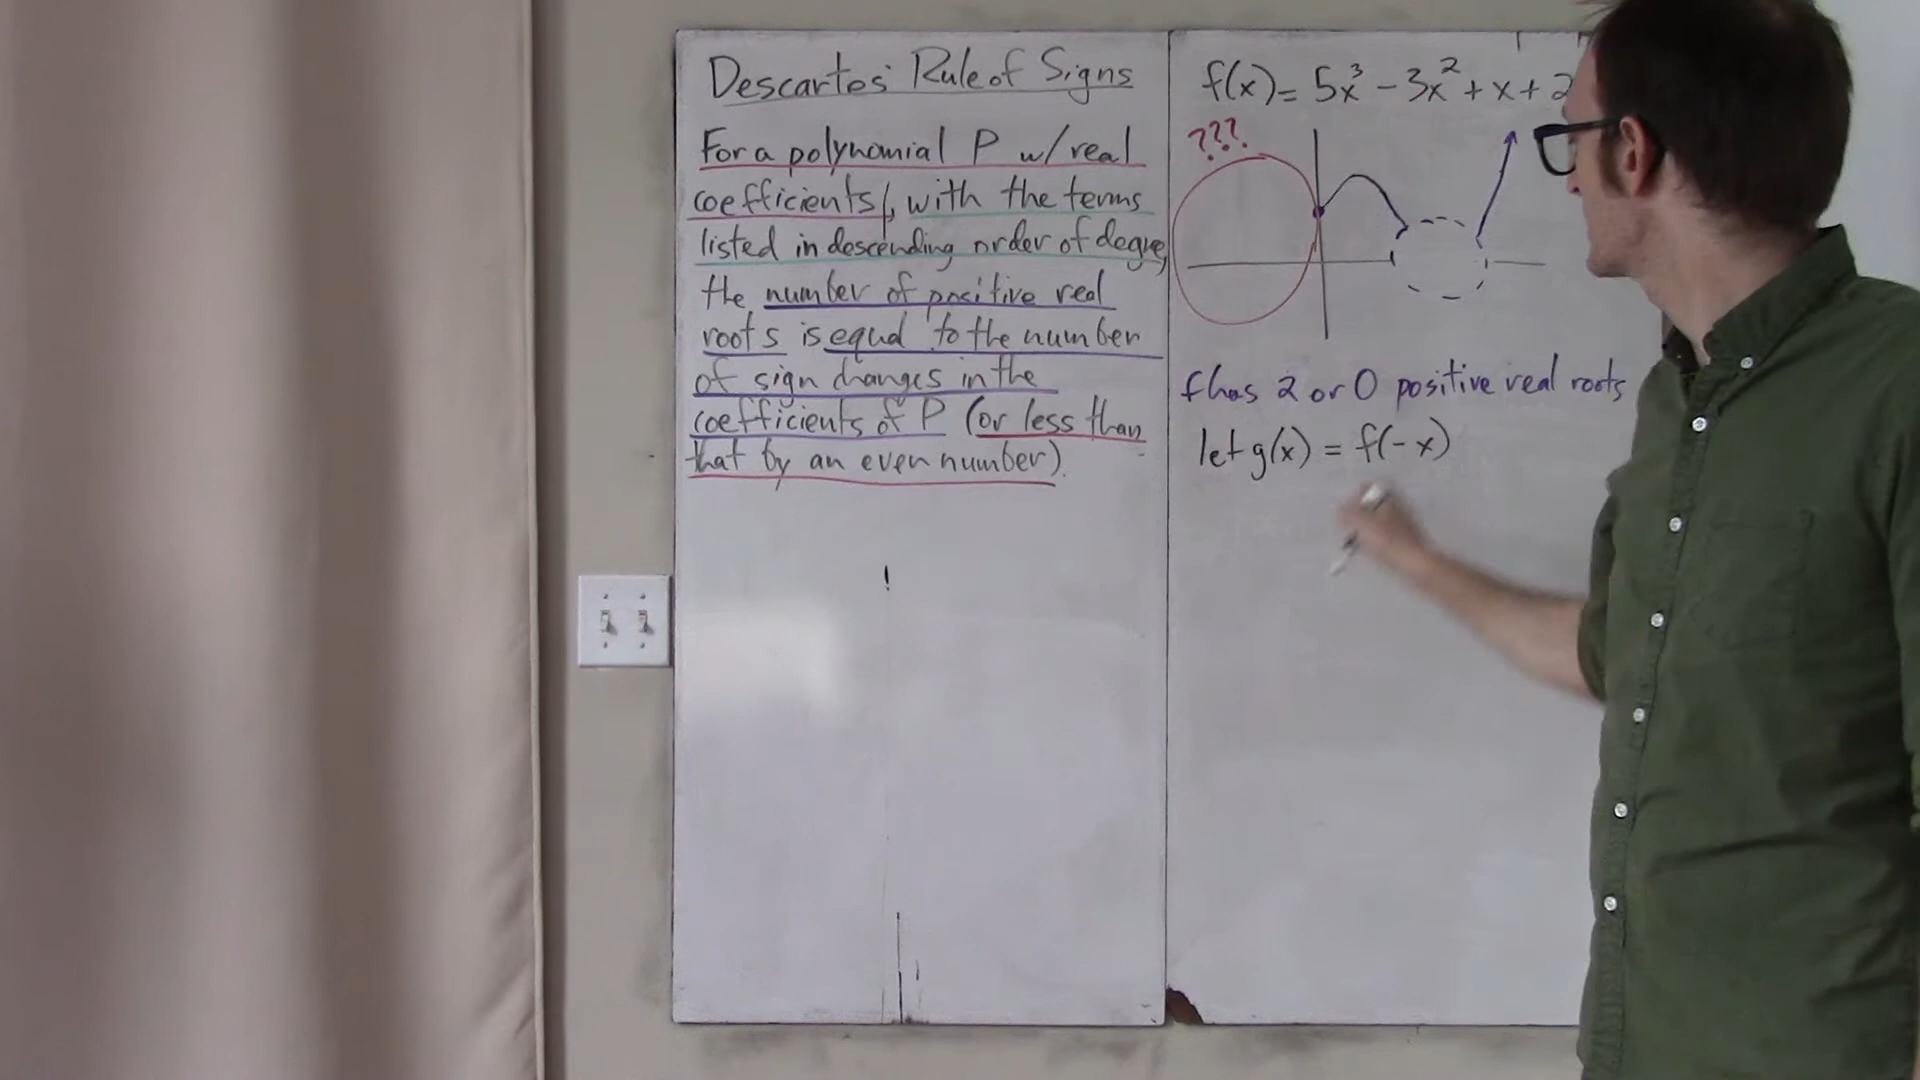 Descartes' Rule of Signs
For a polynomial P w/real
coefficients, with the terms
listed in descending order of degree,
the number of positive real
roots is equal to the number
of sign changes in the
coefficients of P (or less than
that by an even number).
f(x) = 5x³ - 3x² + x + 2
???
f has 2 or 0 positive real roots
let g(x) = f(-x)